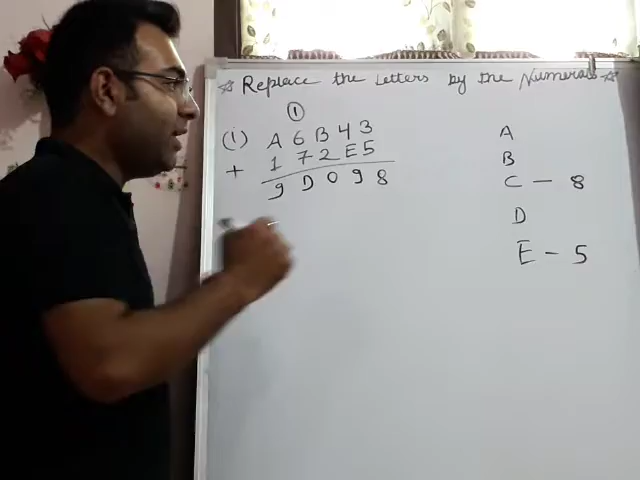 ☆ Replace the Letters by the Numerals ☆
①
(i) A 6 B 4 3
+ 1 7 2 E 5
9 D 0 9 8
A
B
C - 8
D
E - 5